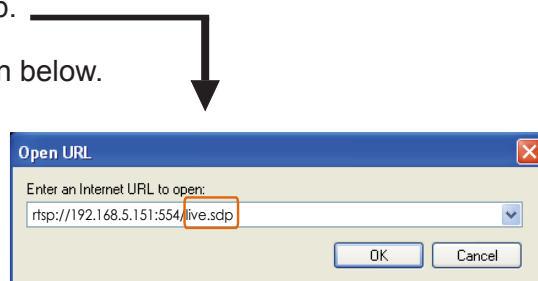 o.
n below.
Open URL
Enter an Internet URL to open:
rtsp://192.168.5.151:554/live.sdp
OK Cancel